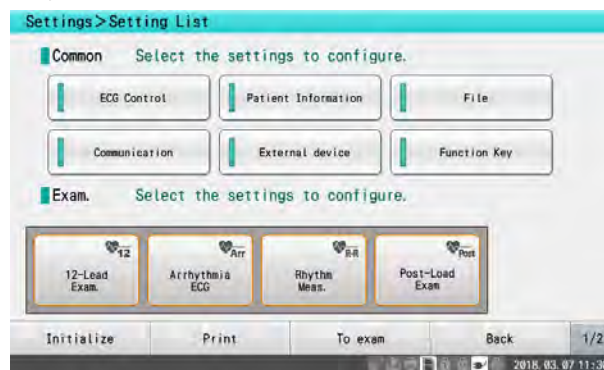 Settings>Setting List
Common Select the settings to configure.
ECG Control Patient Information File
Communication External device Function Key
Exam. Select the settings to configure.
12 Arr R-R Post
12-Lead Arrhythmia Rhythm Post-Load
Exam. ECG Meas. Exam
Initialize Print To exam Back 1/2
2018.03.07 11:3